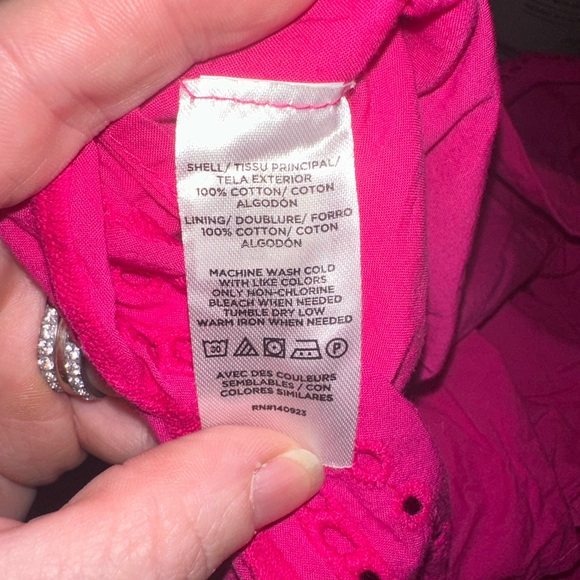 SHELL/ TISSU PRINCIPAL/
TELA EXTERIOR
100% COTTON/ COTON
ALGODÓN
LINING/ DOUBLURE/ FORRO
100% COTTON/ COTON
ALGODÓN
MACHINE WASH COLD
WITH LIKE COLORS
ONLY NON-CHLORINE
BLEACH WHEN NEEDED
TUMBLE DRY LOW
WARM IRON WHEN NEEDED
30 P
AVEC DES COULEURS
SEMBLABLES / CON
COLORES SIMILARES
RN#140923